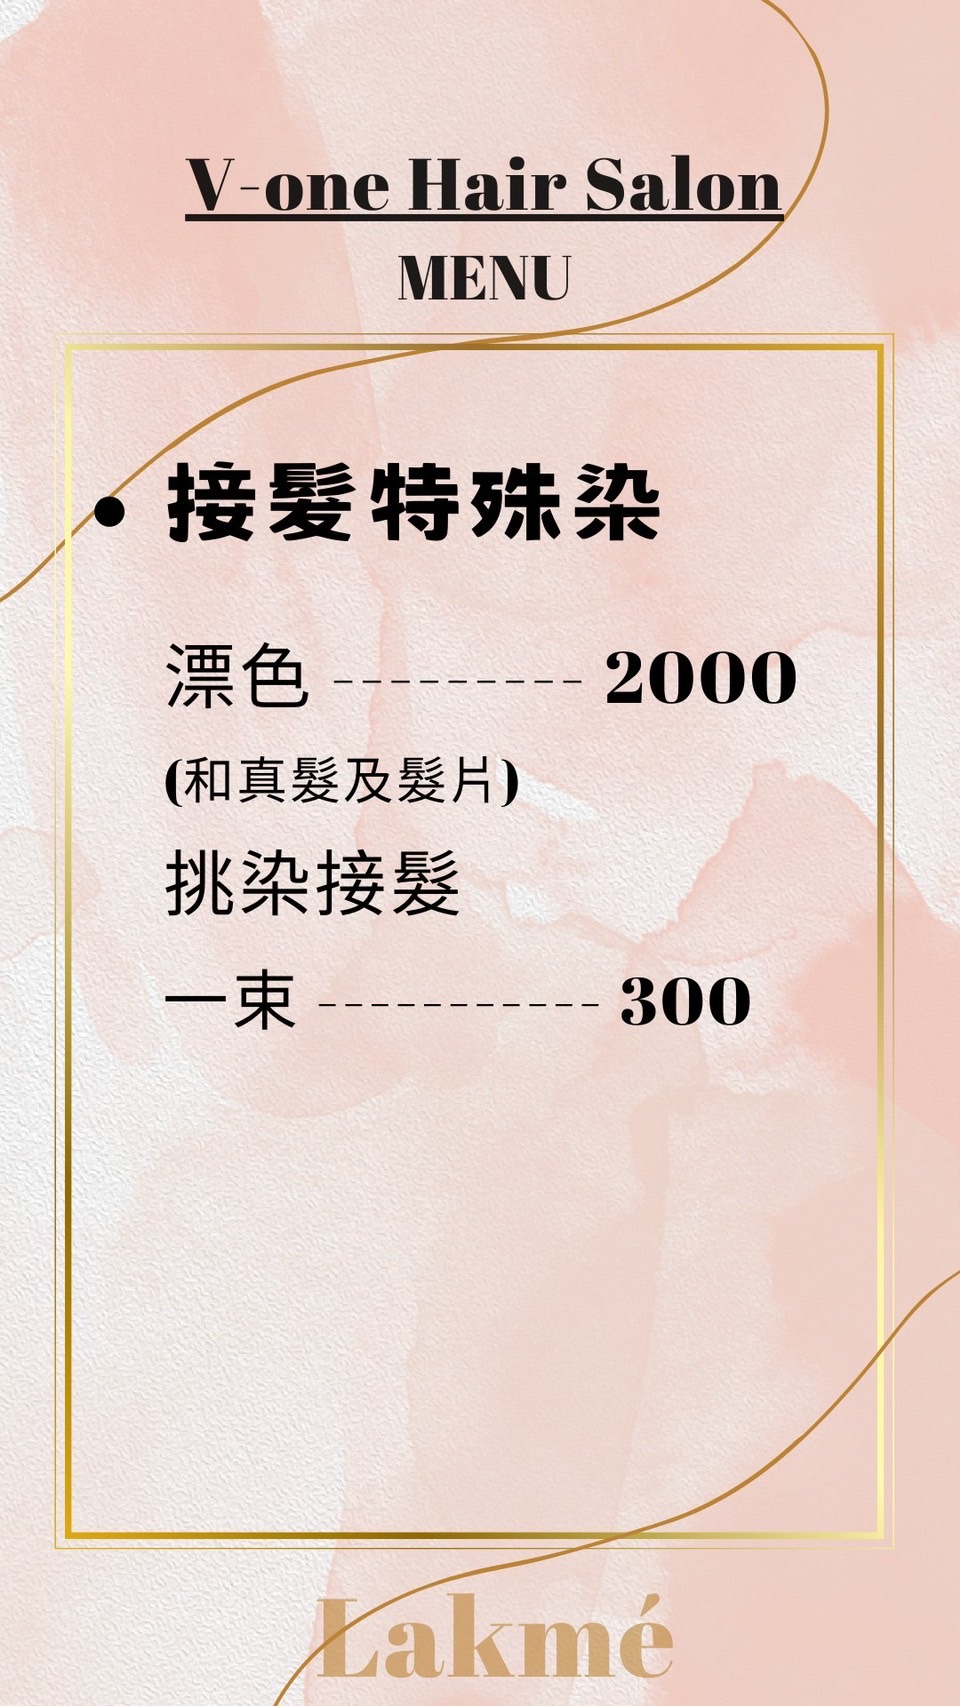 V-one Hair Salon
MENU
• 接髮特殊染
漂色 --------- 2000
(和真髮及髮片)
挑染接髮
一束 ----------- 300
Lakmé